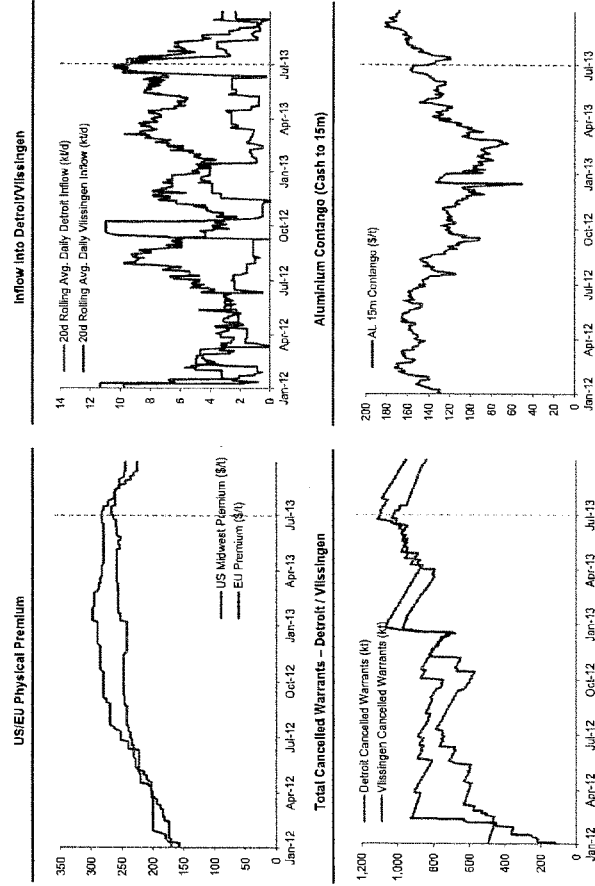 US/EU Physical Premium
350
300
250
200
150
100
50
0
US Midwest Premium ($/t)
EU Premium ($/t)
Jan-12 Apr-12 Jul-12 Oct-12 Jan-13 Apr-13 Jul-13
Inflow into Detroit/Vlissingen
14
12
10
8
6
4
2
0
20d Rolling Avg. Daily Detroit Inflow (kt/d)
20d Rolling Avg. Daily Vlissingen Inflow (kt/d)
Jan-12 Apr-12 Jul-12 Oct-12 Jan-13 Apr-13 Jul-13
Total Cancelled Warrants – Detroit / Vlissingen
1,200
1,000
800
600
400
200
0
Detroit Cancelled Warrants (kt)
Vlissingen Cancelled Warrants (kt)
Jan-12 Apr-12 Jul-12 Oct-12 Jan-13 Apr-13 Jul-13
Aluminium Contango (Cash to 15m)
200
180
160
140
120
100
80
60
40
20
0
AL 15m Contango ($/t)
Jan-12 Apr-12 Jul-12 Oct-12 Jan-13 Apr-13 Jul-13